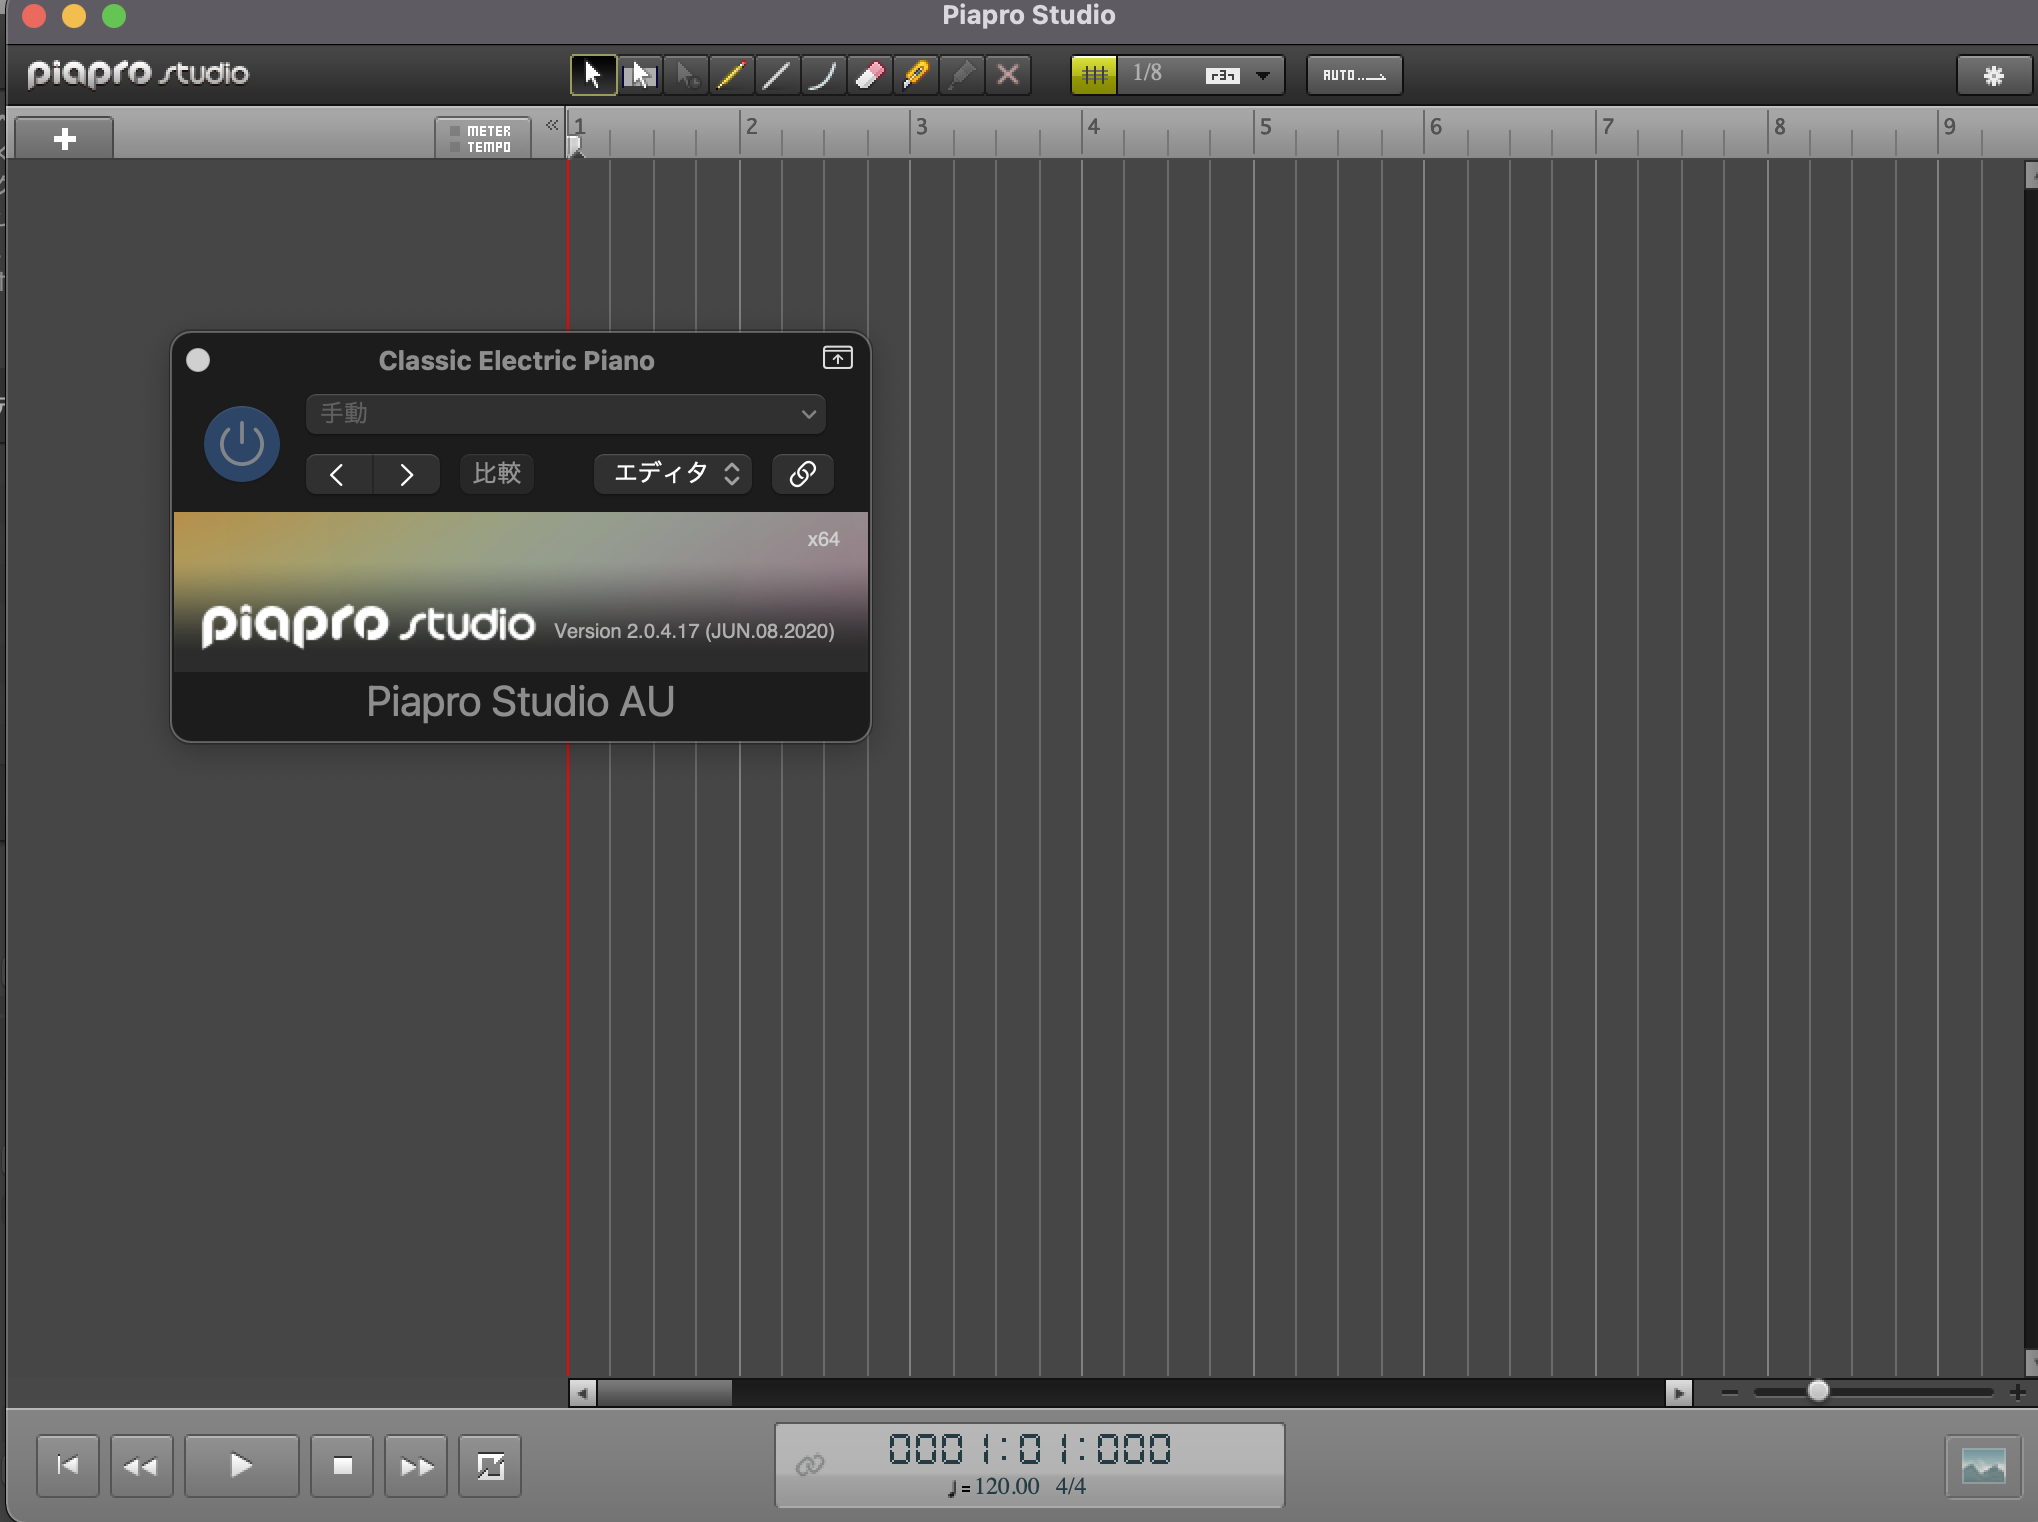 Piapro Studio
piapro studio
1/8
3
AUTO
METER
TEMPO
1 2 3 4 5 6 7 8 9
Classic Electric Piano
手動
比較
エディタ
x64
piapro studio Version 2.0.4.17 (JUN.08.2020)
Piapro Studio AU
0001:01:000
♩=120.00 4/4